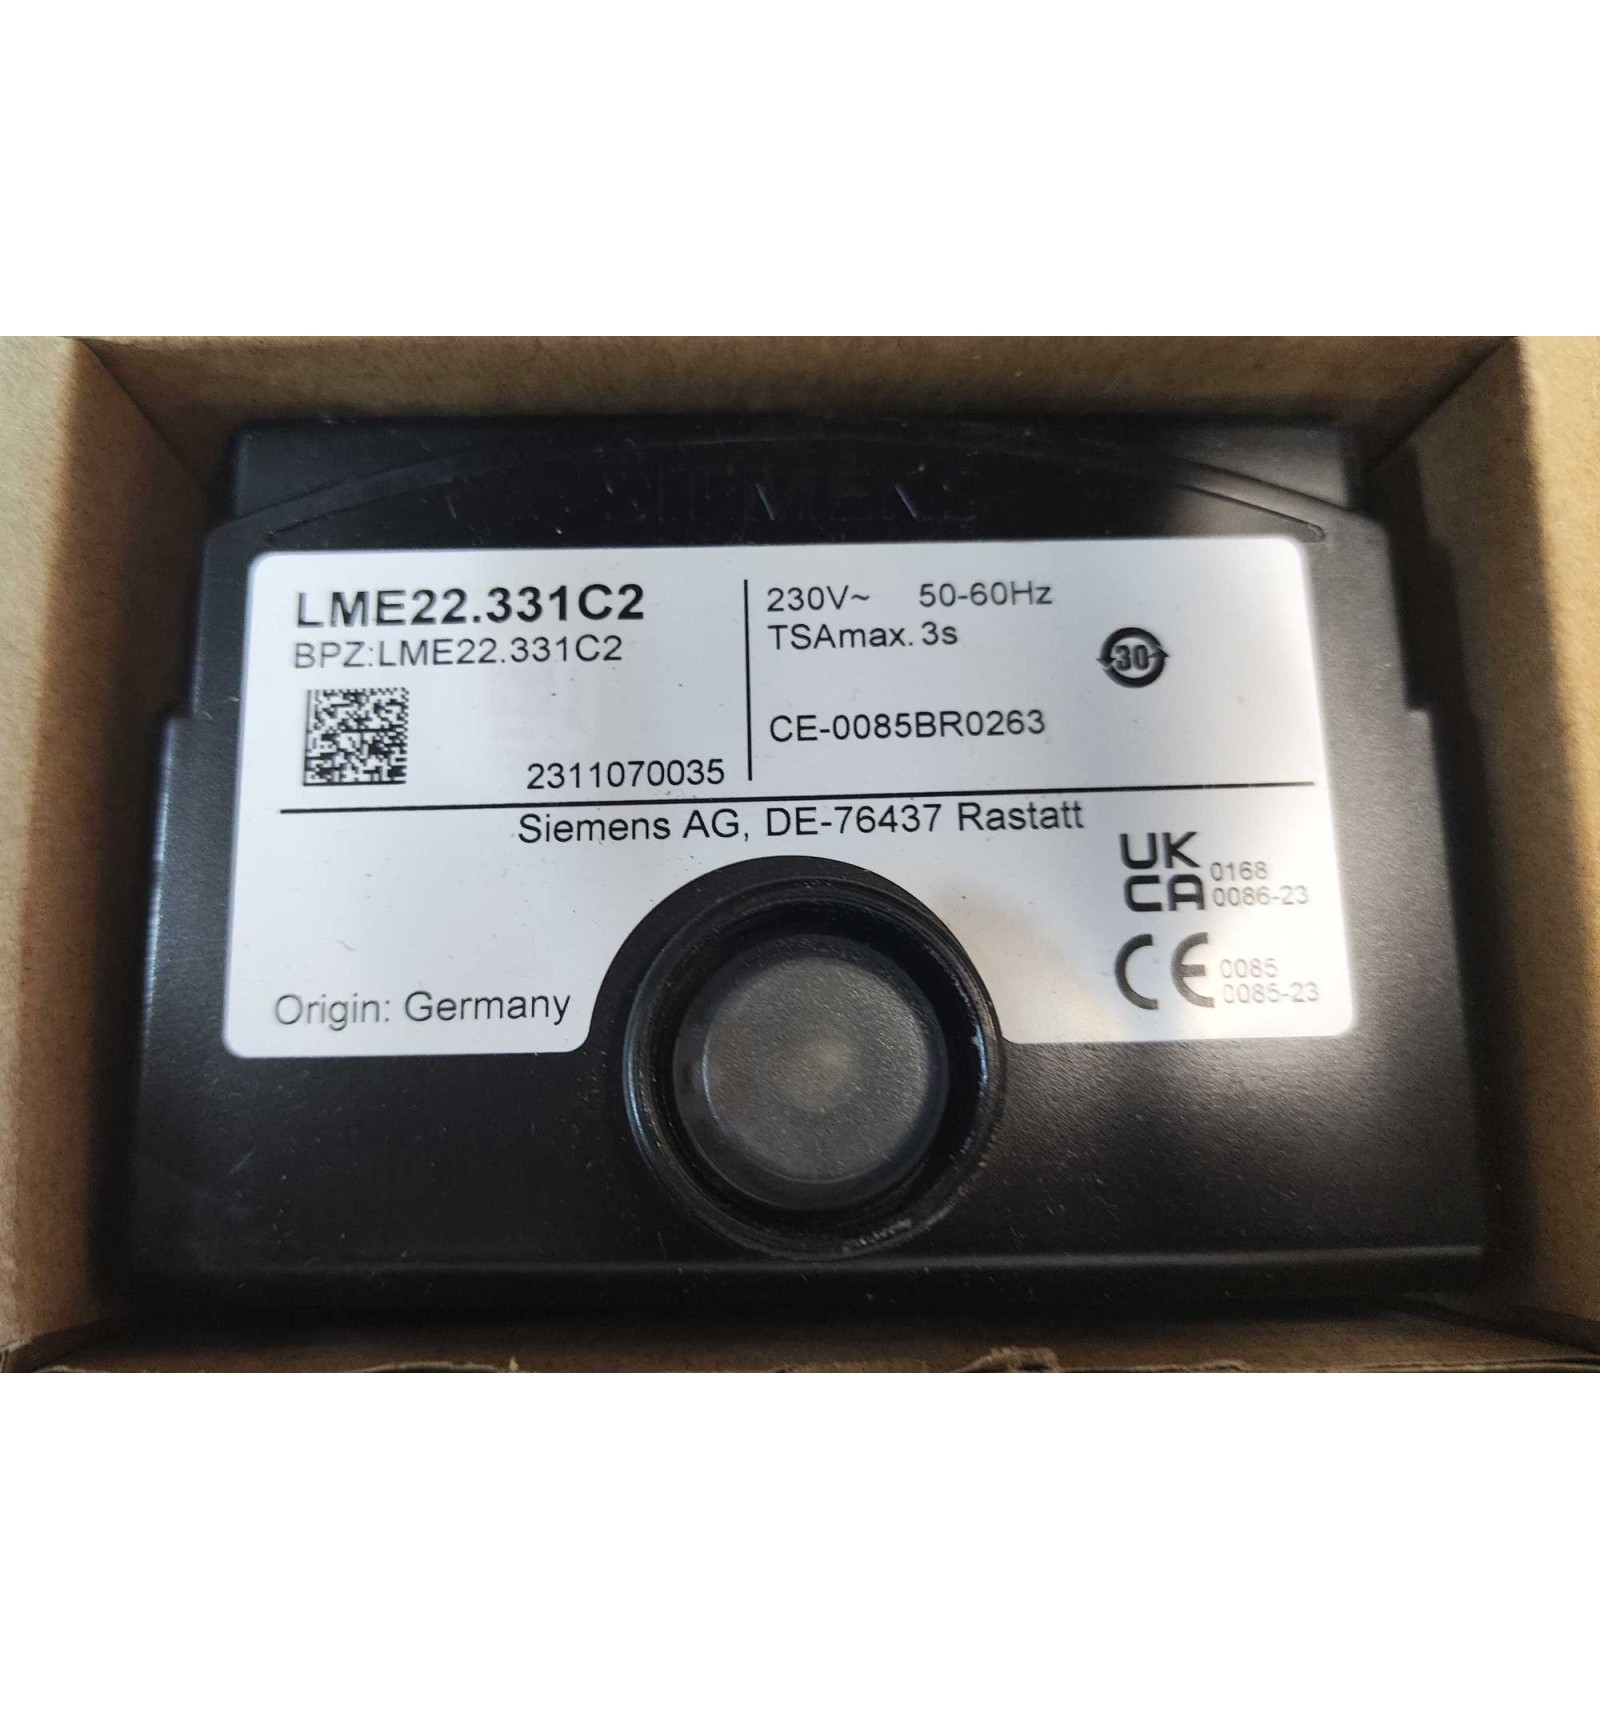 SIEMENS
LME22.331C2
BPZ:LME22.331C2
2311070035
230V~ 50-60Hz
TSAmax. 3s
30
CE-0085BR0263
Siemens AG, DE-76437 Rastatt
UK
CA
0168
0086-23
CE
0085
0085-23
Origin: Germany